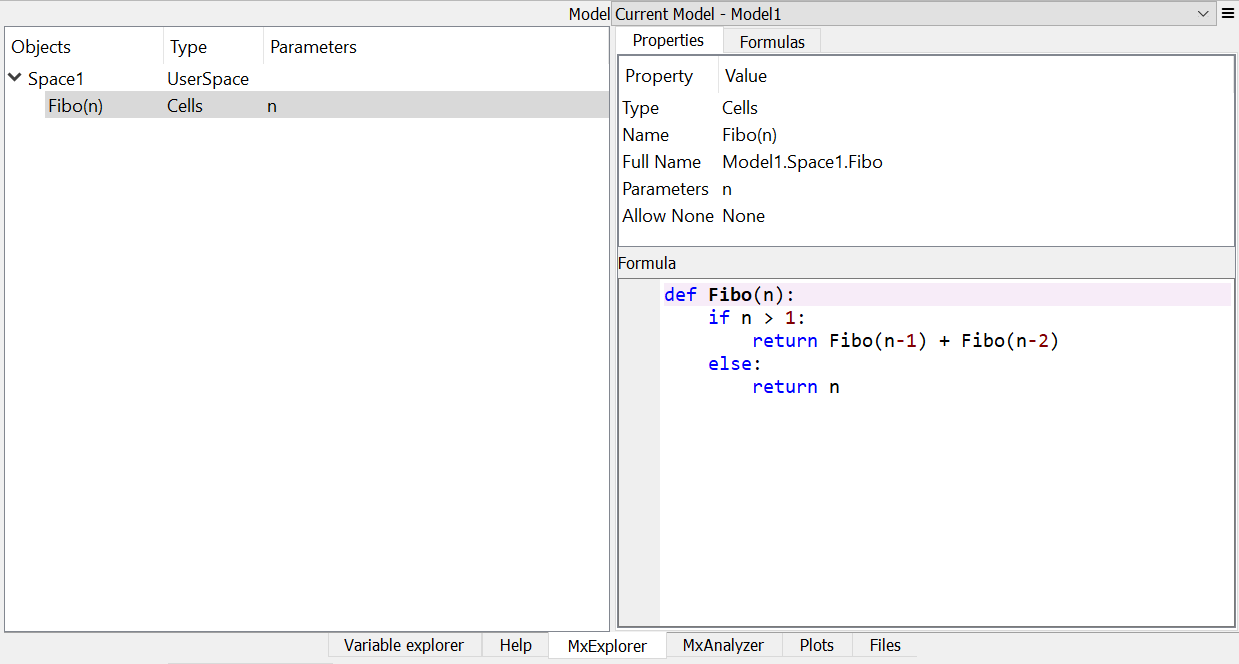 Model Current Model - Model1
Objects Type Parameters
Space1 UserSpace
Fibo(n) Cells n
Properties Formulas
Property Value
Type Cells
Name Fibo(n)
Full Name Model1.Space1.Fibo
Parameters n
Allow None None
Formula
def Fibo(n):
    if n > 1:
        return Fibo(n-1) + Fibo(n-2)
    else:
        return n
Variable explorer Help MxExplorer MxAnalyzer Plots Files